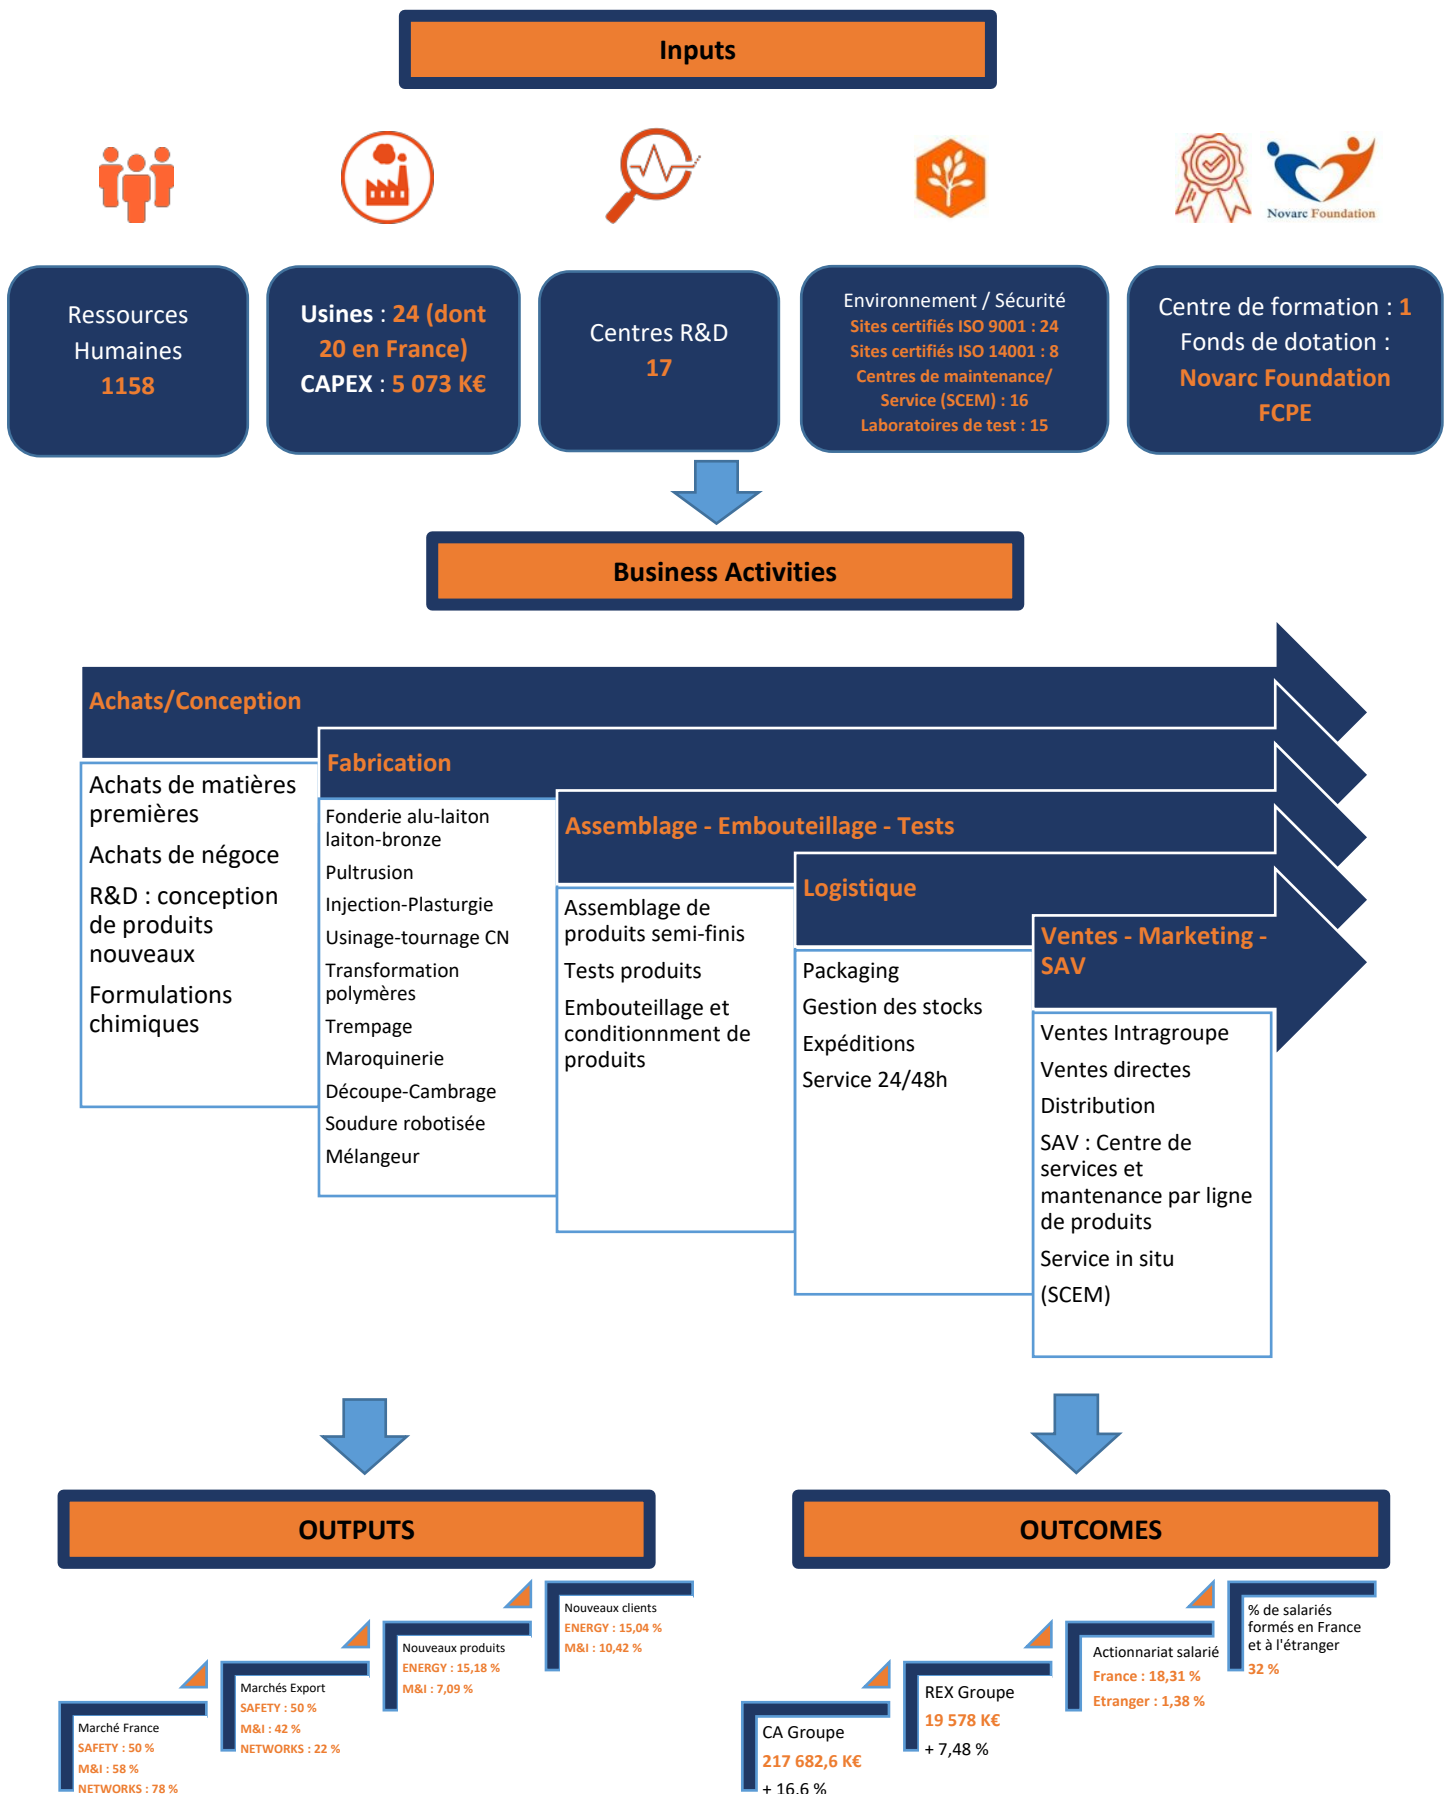 Inputs
Novarc Foundation
Ressources
Humaines
1158
Usines : 24 (dont
20 en France)
CAPEX : 5 073 K€
Centres R&D
17
Environnement / Sécurité
Sites certifiés ISO 9001 : 24
Sites certifiés ISO 14001 : 8
Centres de maintenance/
Service (SCEM) : 16
Laboratoires de test : 15
Centre de formation : 1
Fonds de dotation :
Novarc Foundation
FCPE
Business Activities
Achats/Conception
Achats de matières
premières
Achats de négoce
R&D : conception
de produits
nouveaux
Formulations
chimiques
Fabrication
Fonderie alu-laiton
laiton-bronze
Pultrusion
Injection-Plasturgie
Usinage-tournage CN
Transformation
polymères
Trempage
Maroquinerie
Découpe-Cambrage
Soudure robotisée
Mélangeur
Assemblage - Embouteillage - Tests
Assemblage de
produits semi-finis
Tests produits
Embouteillage et
conditionnment de
produits
Logistique
Packaging
Gestion des stocks
Expéditions
Service 24/48h
Ventes - Marketing -
SAV
Ventes Intragroupe
Ventes directes
Distribution
SAV : Centre de
services et
mantenance par ligne
de produits
Service in situ
(SCEM)
OUTPUTS
Marché France
SAFETY : 50 %
M&I : 58 %
NETWORKS : 78 %
Marchés Export
SAFETY : 50 %
M&I : 42 %
NETWORKS : 22 %
Nouveaux produits
ENERGY : 15,18 %
M&I : 7,09 %
Nouveaux clients
ENERGY : 15,04 %
M&I : 10,42 %
OUTCOMES
CA Groupe
217 682,6 K€
+ 16,6 %
REX Groupe
19 578 K€
+ 7,48 %
Actionnariat salarié
France : 18,31 %
Etranger : 1,38 %
% de salariés
formés en France
et à l'étranger
32 %